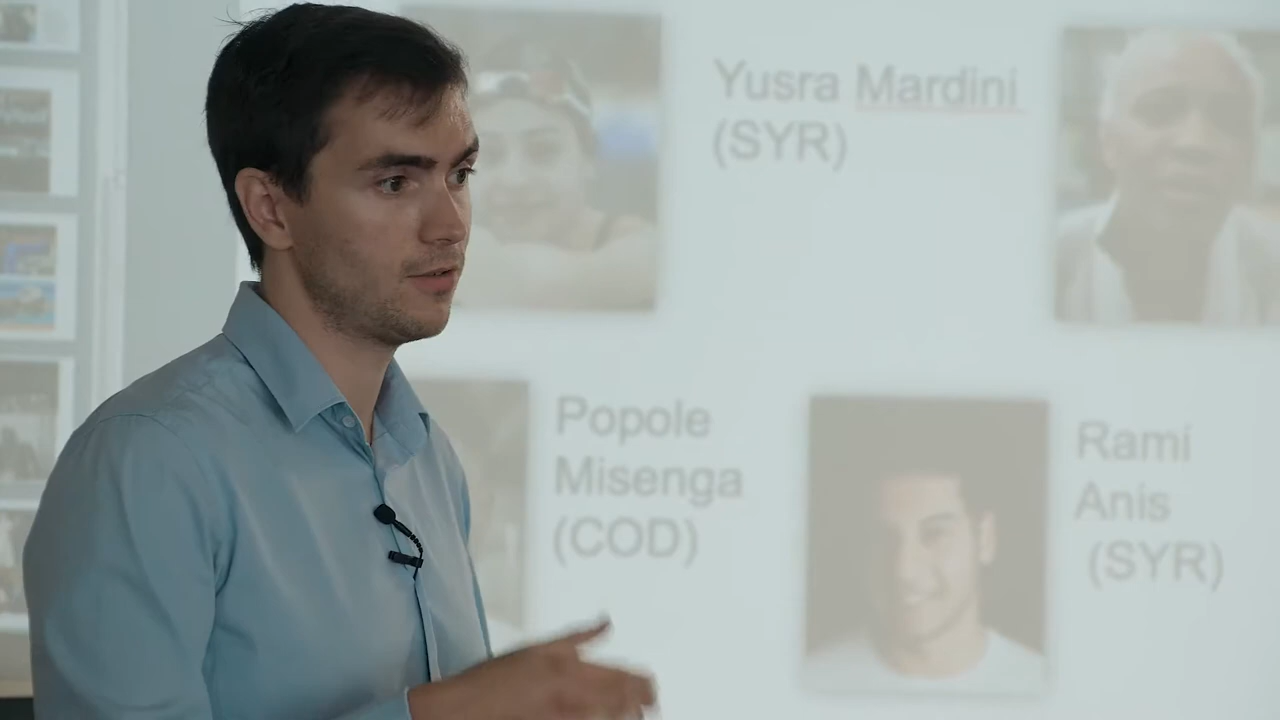 Yusra Mardini
(SYR)
Popole
Misenga
(COD)
Rami
Anis
(SYR)